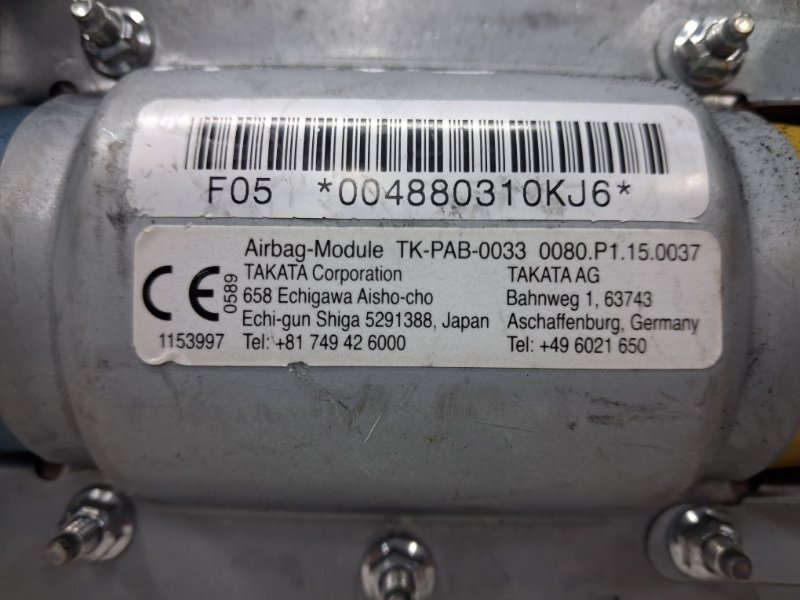 F05 *004880310KJ6*
Airbag-Module TK-PAB-0033 0080.P1.15.0037
CE 0589
1153997
TAKATA Corporation
658 Echigawa Aisho-cho
Echi-gun Shiga 5291388, Japan
Tel: +81 749 42 6000
TAKATA AG
Bahnweg 1, 63743
Aschaffenburg, Germany
Tel: +49 6021 650